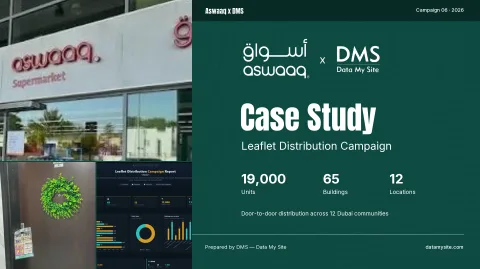 Aswaaq x DMS
Campaign 06 - 2026
aswaaq.
Supermarket
أسواق
aswaaq
x
DMS
Data My Site
Case Study
Leaflet Distribution Campaign
19,000
Units
65
Buildings
12
Locations
Door-to-door distribution across 12 Dubai communities
Leaflet Distribution Campaign Report
Prepared by DMS — Data My Site
datamysite.com